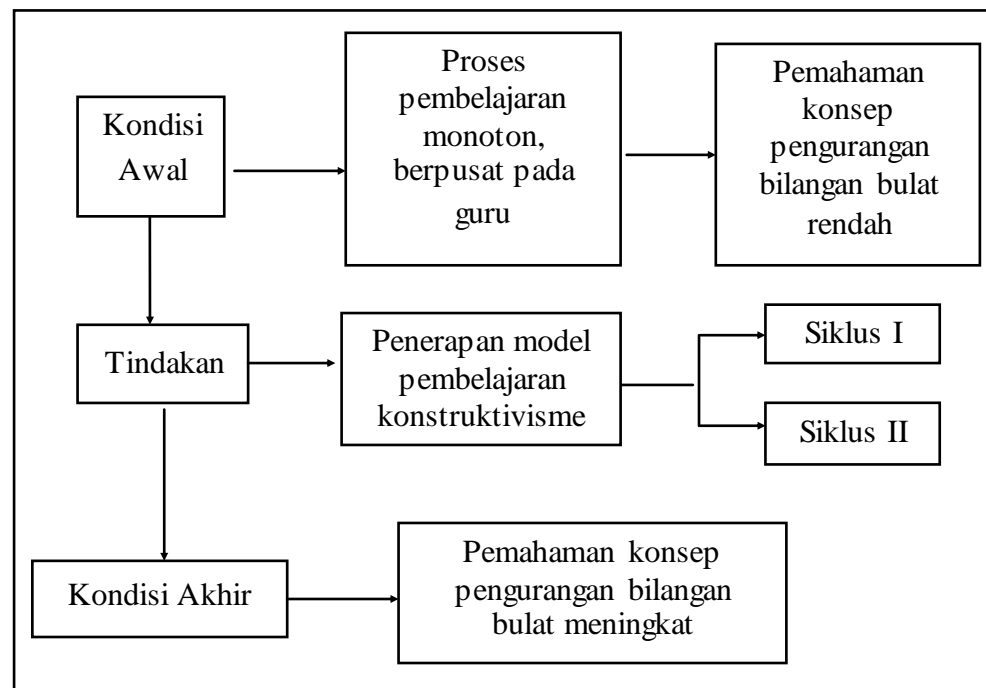 Kondisi
Awal
Proses
pembelajaran
monoton,
berpusat pada
guru
Pemahaman
konsep
pengurangan
bilangan bulat
rendah
Tindakan
Penerapan model
pembelajaran
konstruktivisme
Siklus I
Siklus II
Kondisi Akhir
Pemahaman konsep
pengurangan bilangan
bulat meningkat